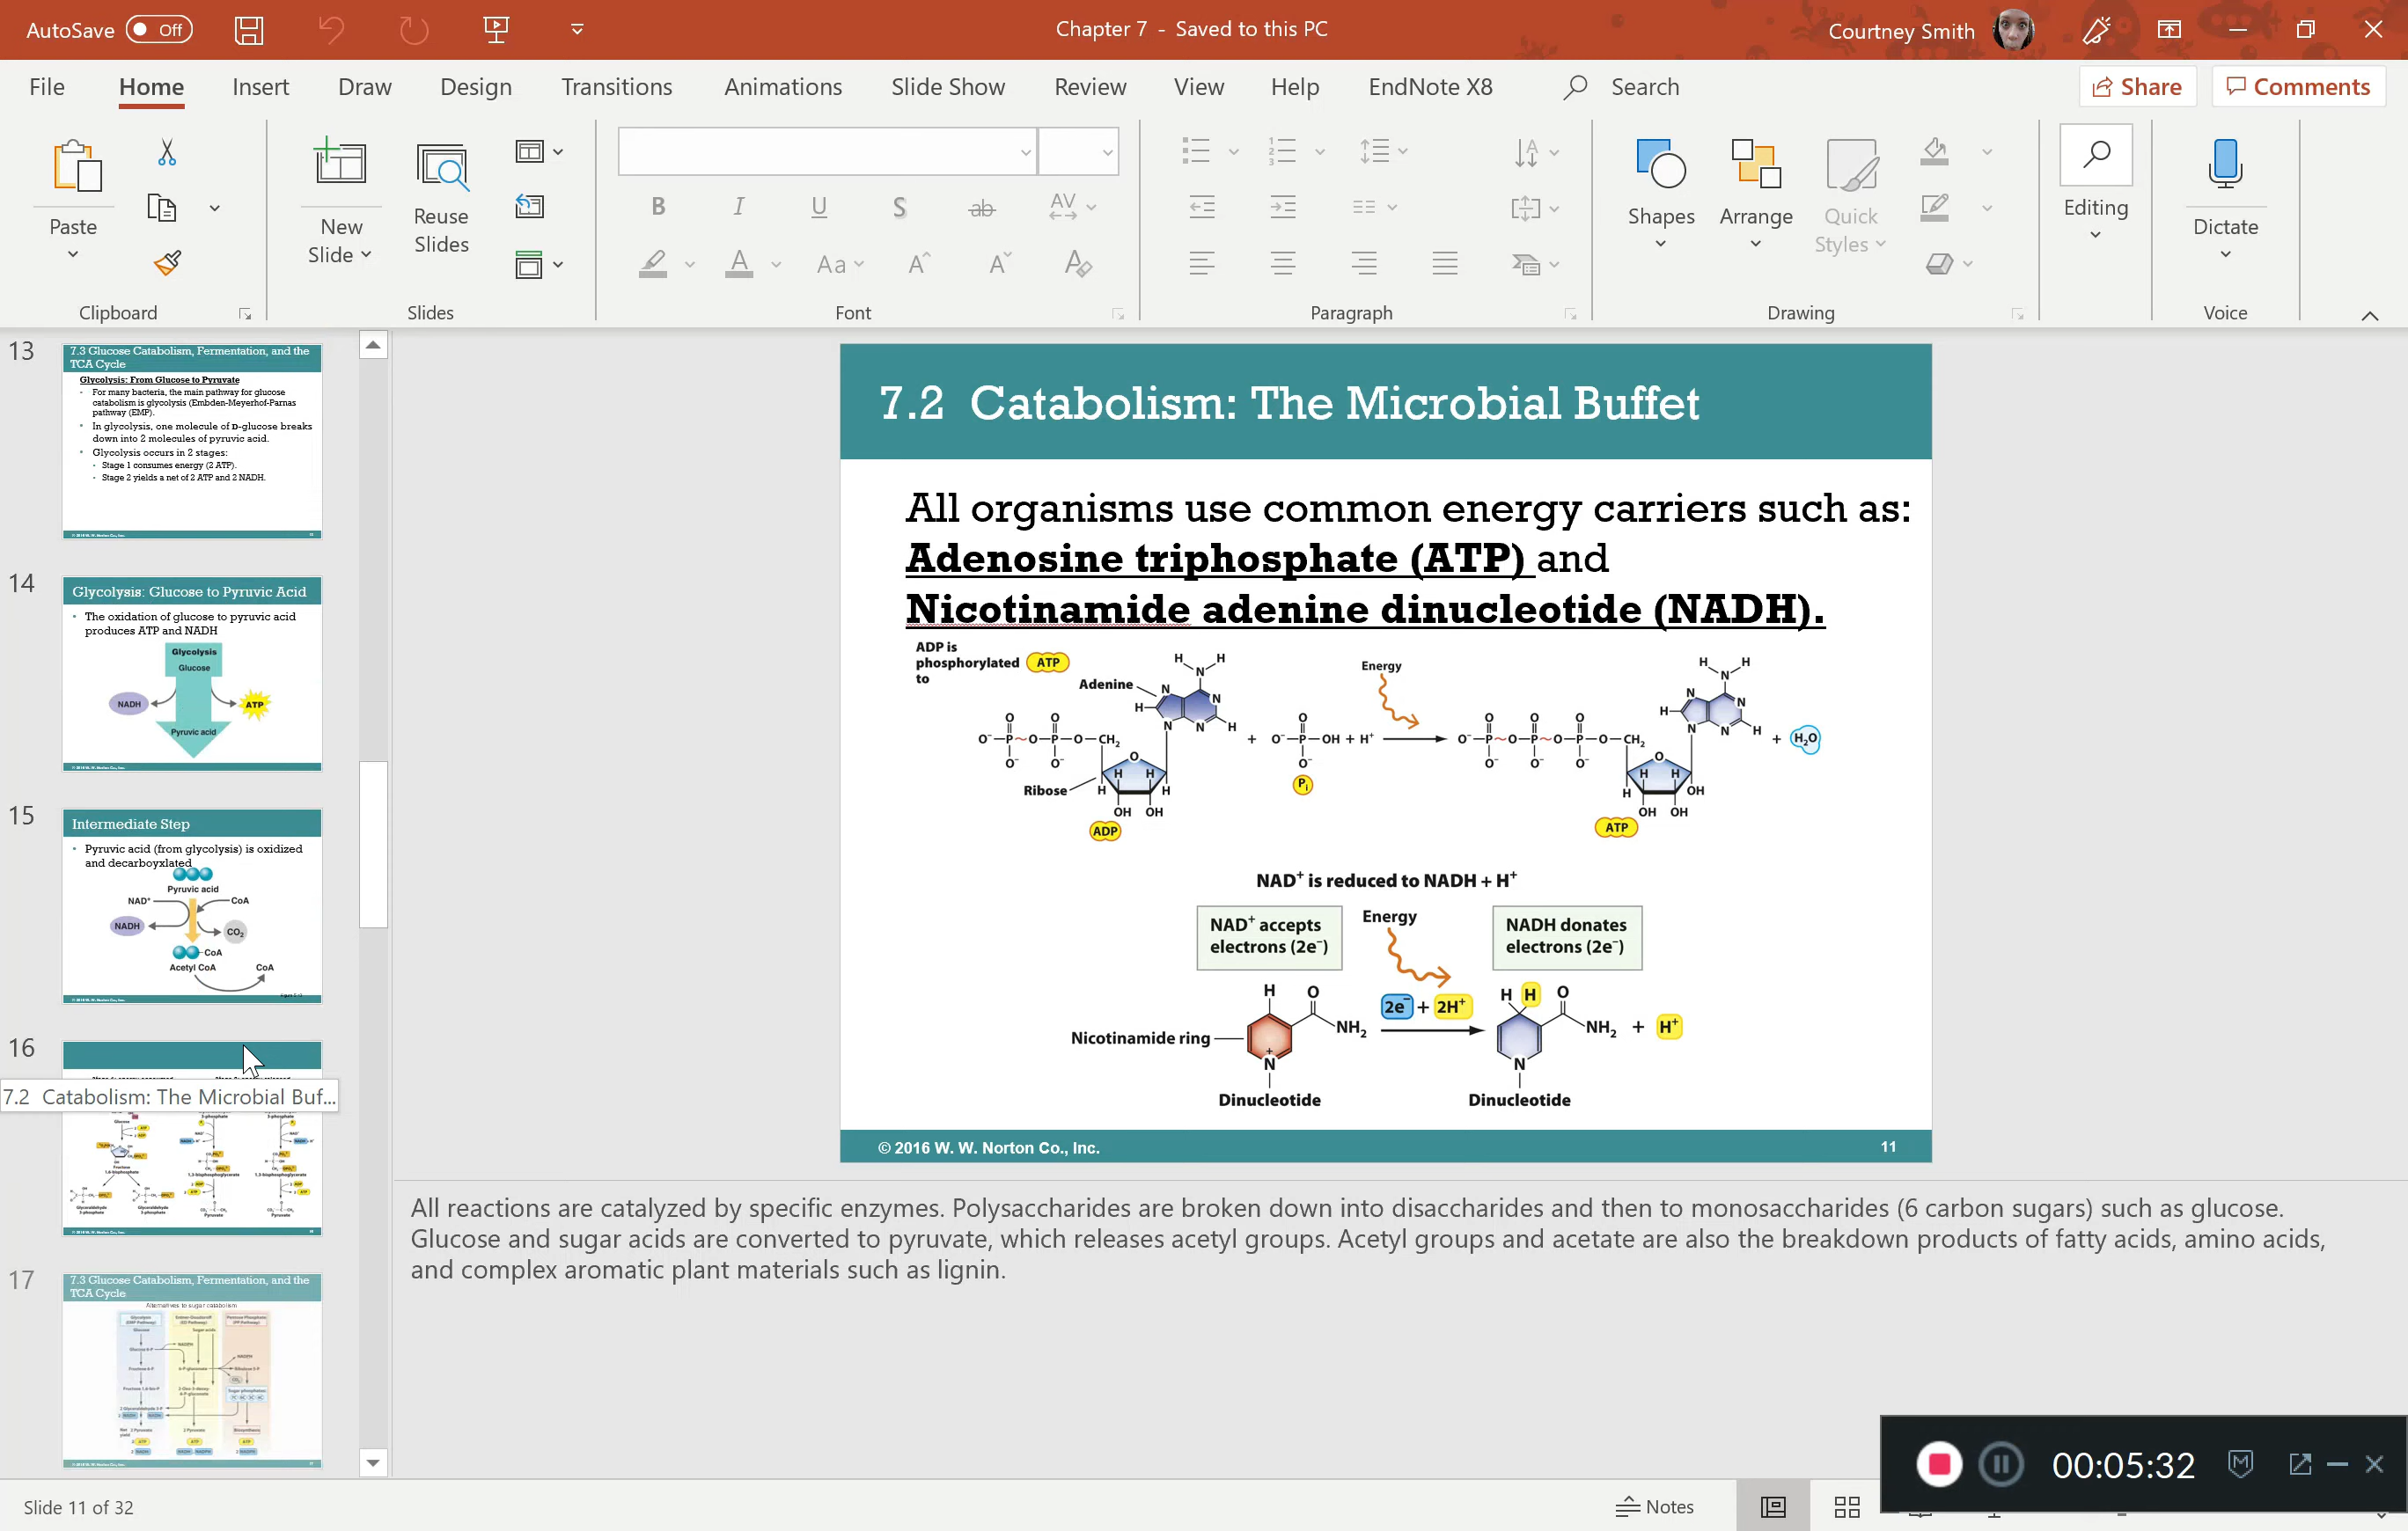 AutoSave Off
Chapter 7 - Saved to this PC
Courtney Smith
File Home Insert Draw Design Transitions Animations Slide Show Review View Help EndNote X8 Search
Share Comments
Paste
New Slide
Reuse Slides
Shapes
Arrange
Quick Styles
Editing
Dictate
Clipboard Slides Font Paragraph Drawing Voice
13
7.3 Glucose Catabolism, Fermentation, and the
TCA Cycle
Glycolysis: From Glucose to Pyruvate
For many bacteria, the main pathway for glucose
catabolism is glycolysis (Embden-Meyerhof-Parnas
pathway (EMP).
In glycolysis, one molecule of D-glucose breaks
down into 2 molecules of pyruvic acid.
Glycolysis occurs in 2 stages:
Stage 1 consumes energy (2 ATP).
Stage 2 yields a net of 2 ATP and 2 NADH.
14
Glycolysis: Glucose to Pyruvic Acid
The oxidation of glucose to pyruvic acid
produces ATP and NADH
Glycolysis
Glucose
NADH
ATP
Pyruvic acid
15
Intermediate Step
Pyruvic acid (from glycolysis) is oxidized
and decarboyxlated
Pyruvic acid
NAD⁺ CoA
NADH CO₂
CoA
Acetyl CoA CoA
16
7.2 Catabolism: The Microbial Buf...
17
7.3 Glucose Catabolism, Fermentation, and the
TCA Cycle
Alternatives to sugar catabolism
7.2 Catabolism: The Microbial Buffet
All organisms use common energy carriers such as:
Adenosine triphosphate (ATP) and
Nicotinamide adenine dinucleotide (NADH).
ADP is
phosphorylated ATP
to
Adenine
Energy
Ribose
ADP
Pi
ATP
H₂O
NAD⁺ is reduced to NADH + H⁺
NAD⁺ accepts
electrons (2e⁻)
Energy
NADH donates
electrons (2e⁻)
2e⁻ + 2H⁺
Nicotinamide ring
NH₂
NH₂ + H⁺
Dinucleotide
Dinucleotide
© 2016 W. W. Norton Co., Inc.
11
All reactions are catalyzed by specific enzymes. Polysaccharides are broken down into disaccharides and then to monosaccharides (6 carbon sugars) such as glucose.
Glucose and sugar acids are converted to pyruvate, which releases acetyl groups. Acetyl groups and acetate are also the breakdown products of fatty acids, amino acids,
and complex aromatic plant materials such as lignin.
00:05:32
Slide 11 of 32
Notes